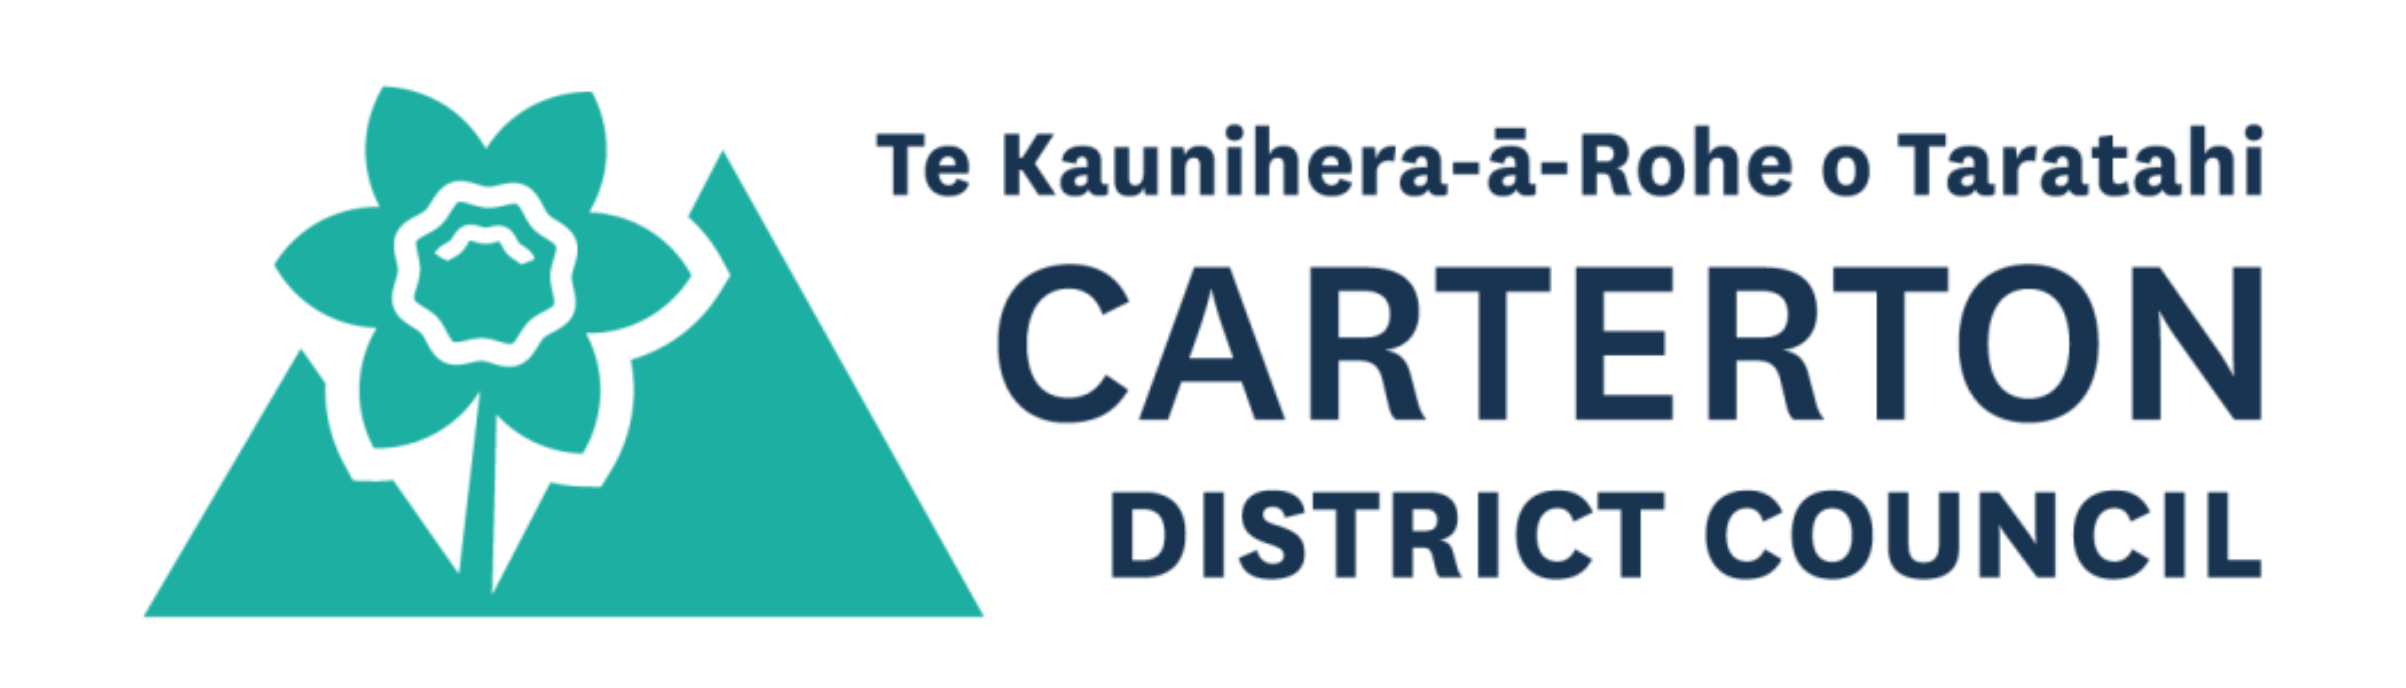 Te Kaunihera-ā-Rohe o Taratahi
CARTERTON
DISTRICT COUNCIL